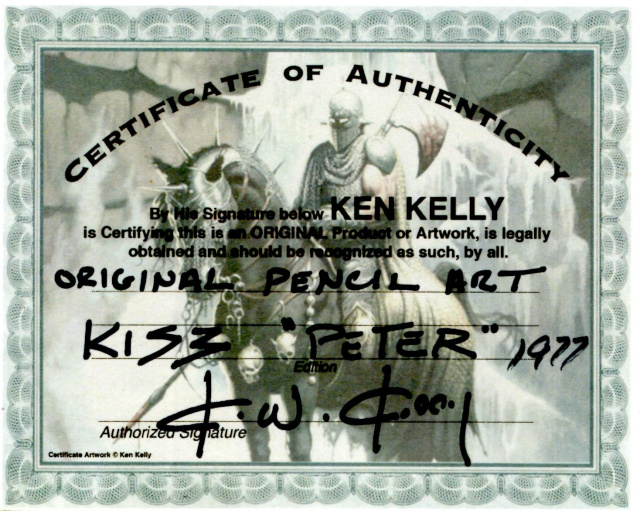 CERTIFICATE OF AUTHENTICITY
By His Signature below KEN KELLY
is Certifying this is an ORIGINAL Product or Artwork, is legally
obtained and should be recognized as such, by all.
ORIGINAL PENCIL ART
KISS "PETER" 1977
Edition
K.W. Kelly
Authorized Signature
Certificate Artwork © Ken Kelly